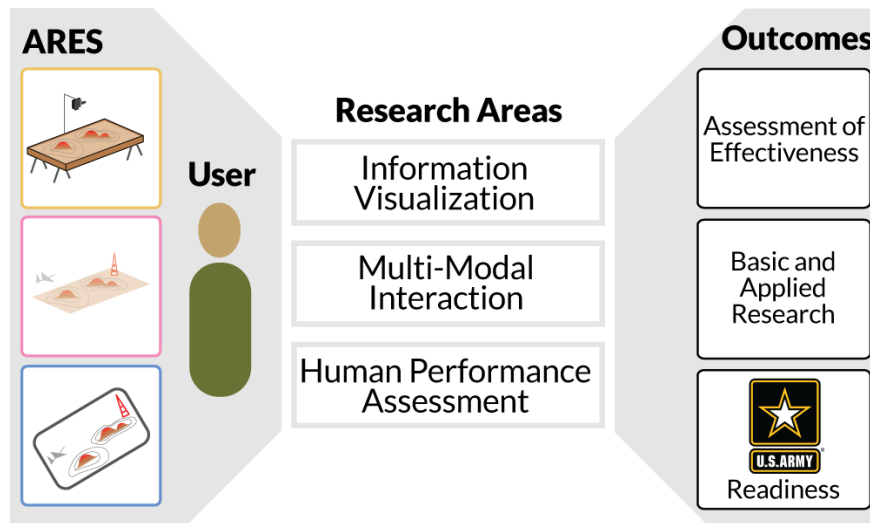 ARES
User
Research Areas
Information
Visualization
Multi-Modal
Interaction
Human Performance
Assessment
Outcomes
Assessment of
Effectiveness
Basic and
Applied
Research
U.S.ARMY
Readiness